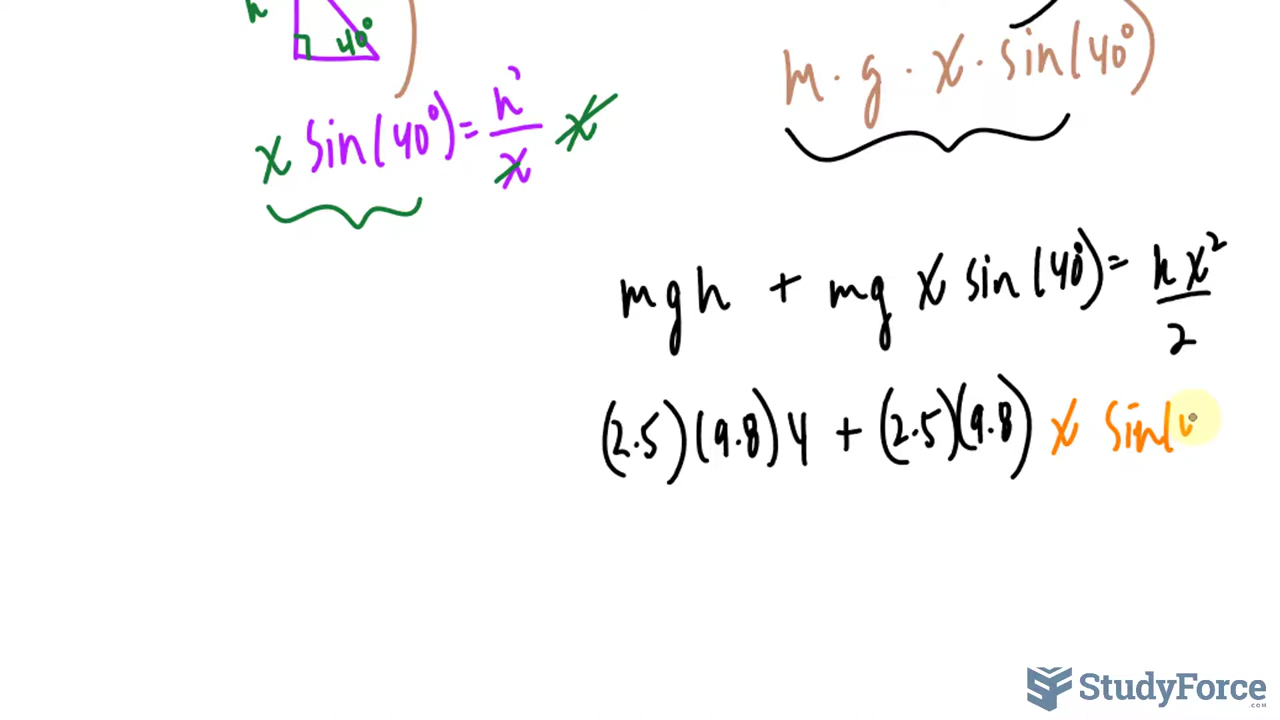 h
40°
m · g · x · sin(40°)
x sin(40°) = h'/x x
mgh + mg x sin(40°) = kx²/2
(2.5)(9.8)4 + (2.5)(9.8) x sin(
StudyForce
.com